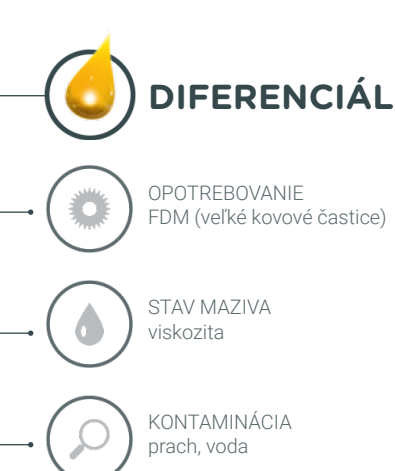 DIFERENCIÁL
OPOTREBOVANIE
FDM (veľké kovové častice)
STAV MAZIVA
viskozita
KONTAMINÁCIA
prach, voda